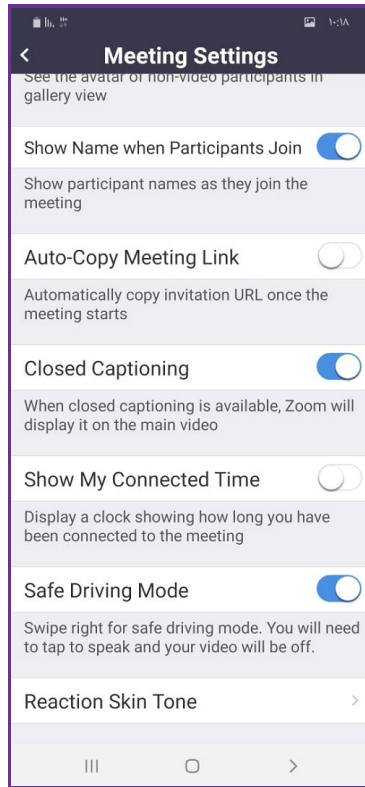 ١٠:١٨
Meeting Settings
See the avatar of non-video participants in
gallery view
Show Name when Participants Join
Show participant names as they join the
meeting
Auto-Copy Meeting Link
Automatically copy invitation URL once the
meeting starts
Closed Captioning
When closed captioning is available, Zoom will
display it on the main video
Show My Connected Time
Display a clock showing how long you have
been connected to the meeting
Safe Driving Mode
Swipe right for safe driving mode. You will need
to tap to speak and your video will be off.
Reaction Skin Tone